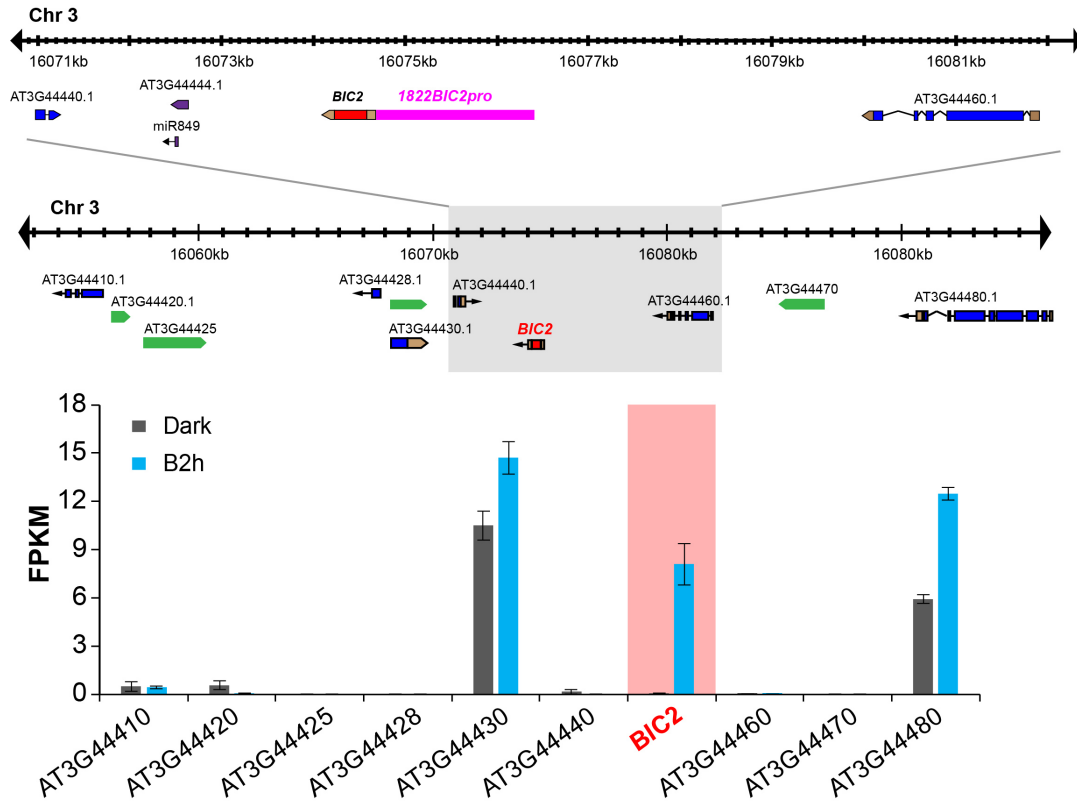 Chr 3
16071kb 16073kb 16075kb 16077kb 16079kb 16081kb
AT3G44440.1 AT3G44444.1 BIC2 1822BIC2pro AT3G44460.1
miR849
Chr 3
16060kb 16070kb 16080kb 16080kb
AT3G44410.1 AT3G44428.1 AT3G44440.1 AT3G44470 AT3G44480.1
AT3G44420.1 AT3G44460.1
AT3G44425 AT3G44430.1 BIC2
18
15
12
9
6
3
0
FPKM
Dark
B2h
AT3G44410 AT3G44420 AT3G44425 AT3G44428 AT3G44430 AT3G44440 BIC2 AT3G44460 AT3G44470 AT3G44480